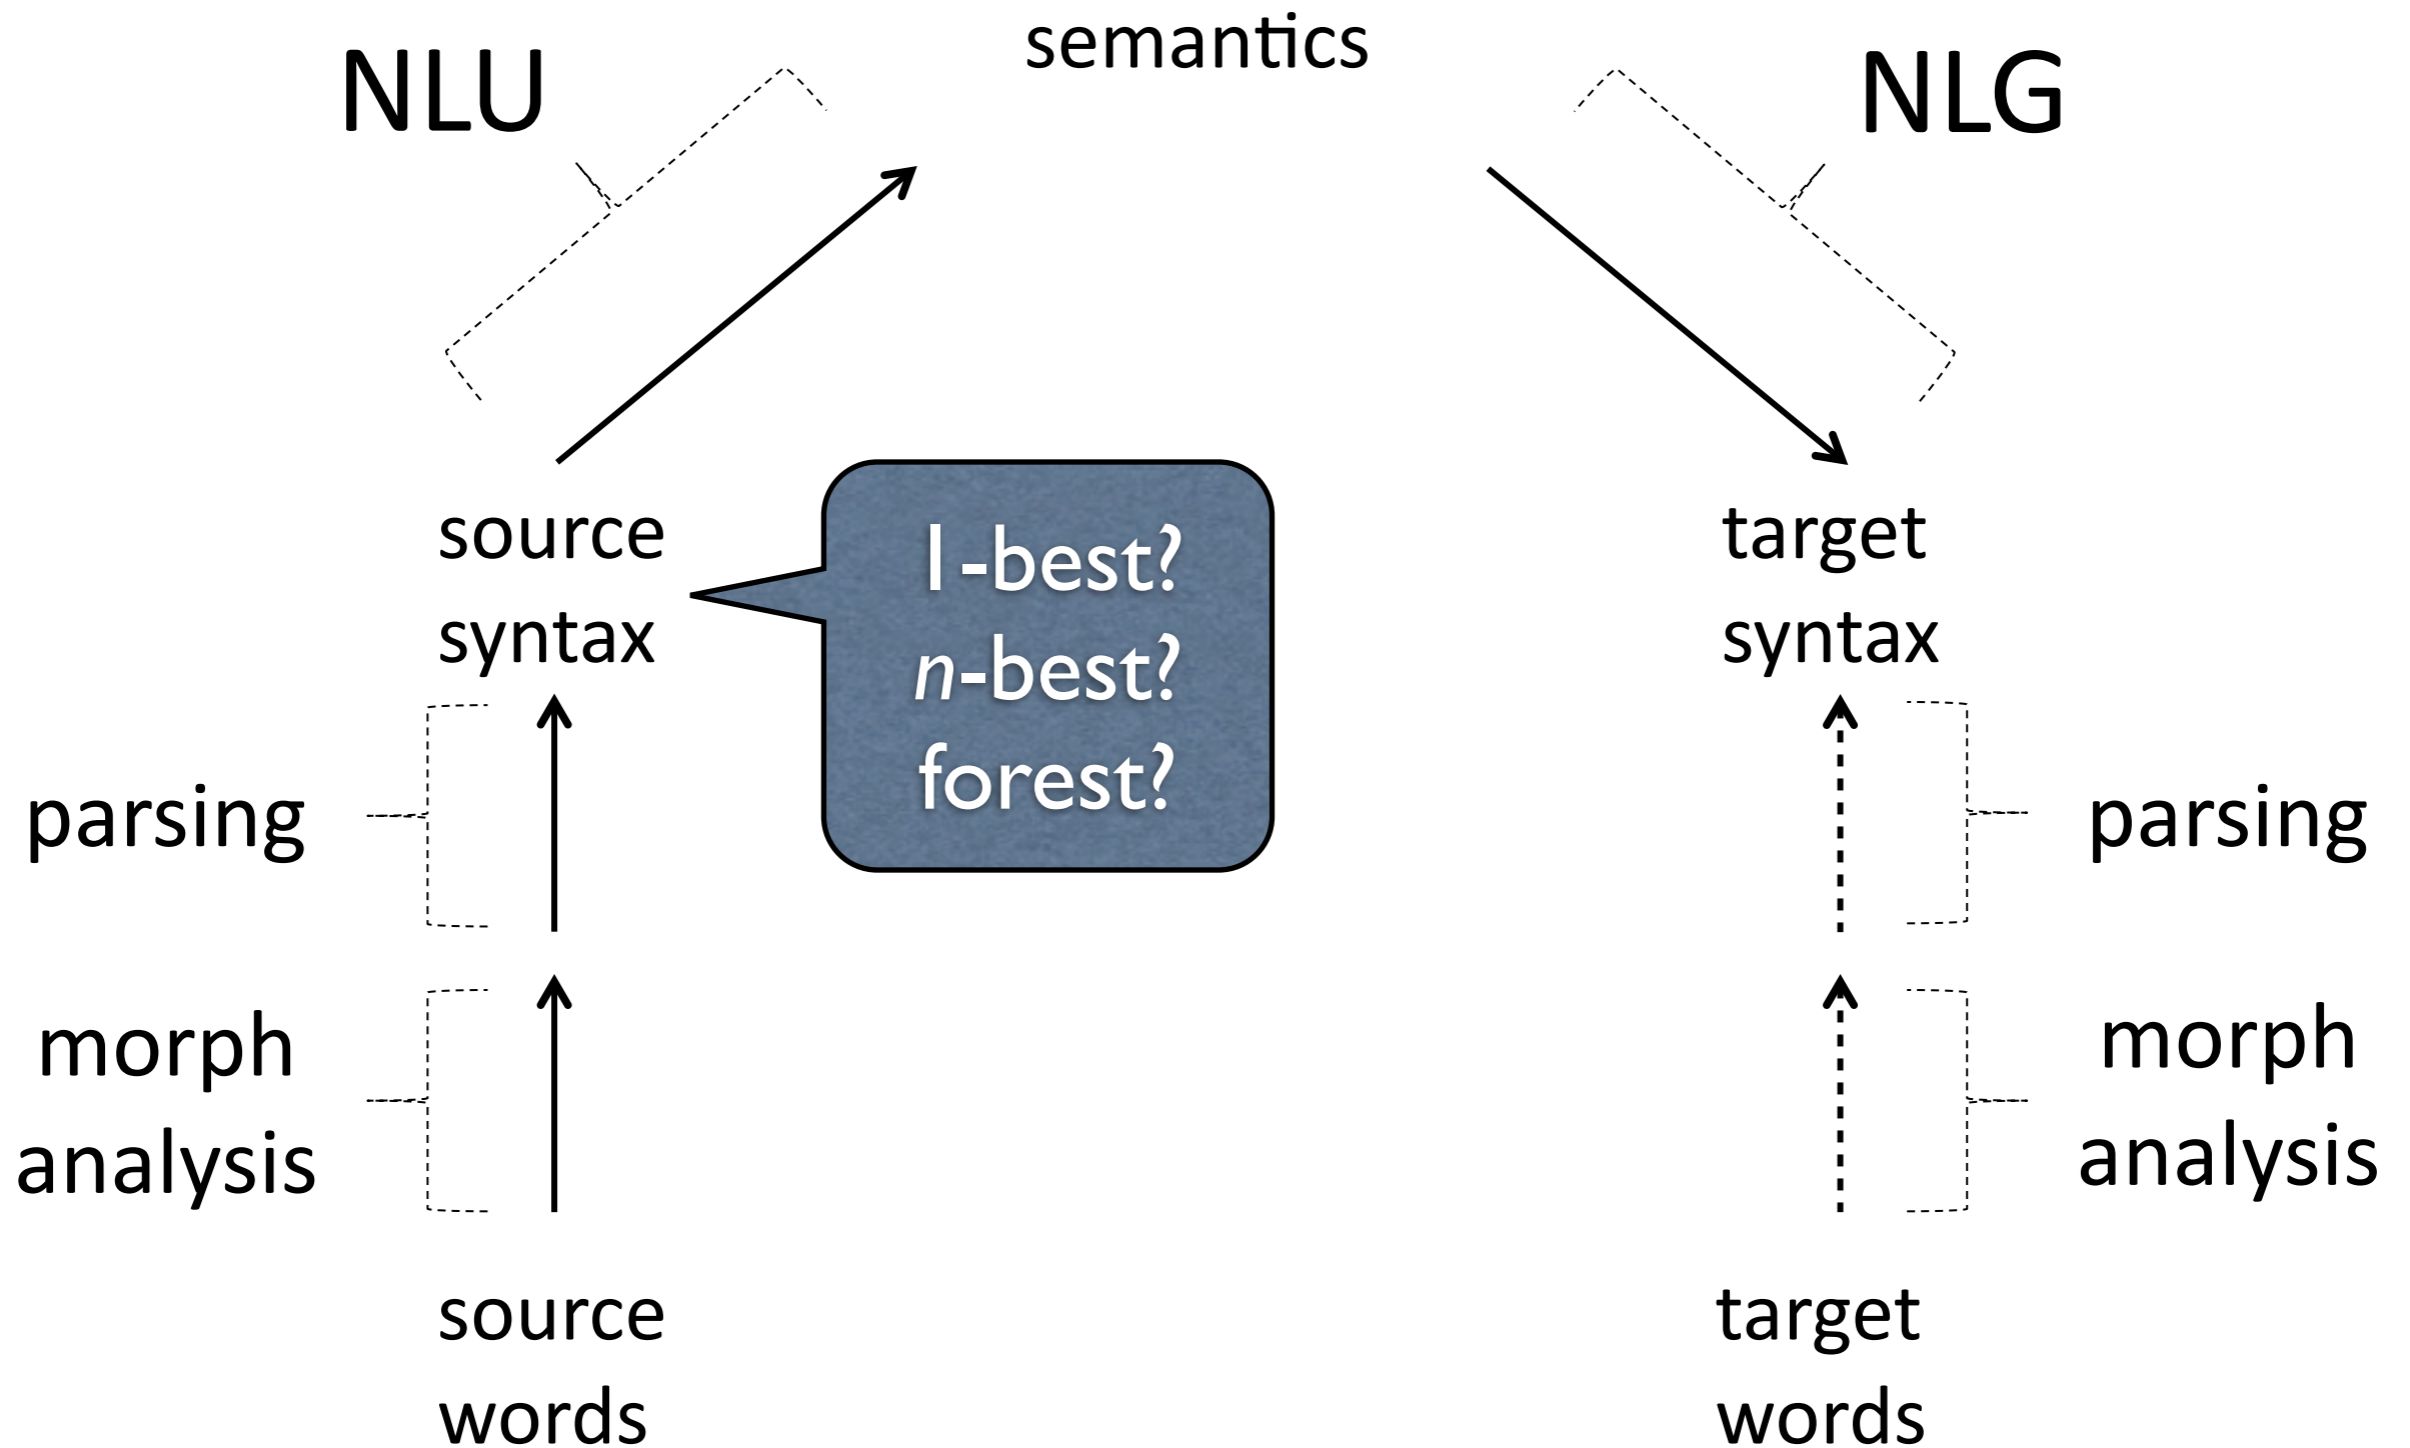 semantics
NLU
NLG
source
syntax
1-best?
n-best?
forest?
target
syntax
parsing
parsing
morph
analysis
morph
analysis
source
words
target
words